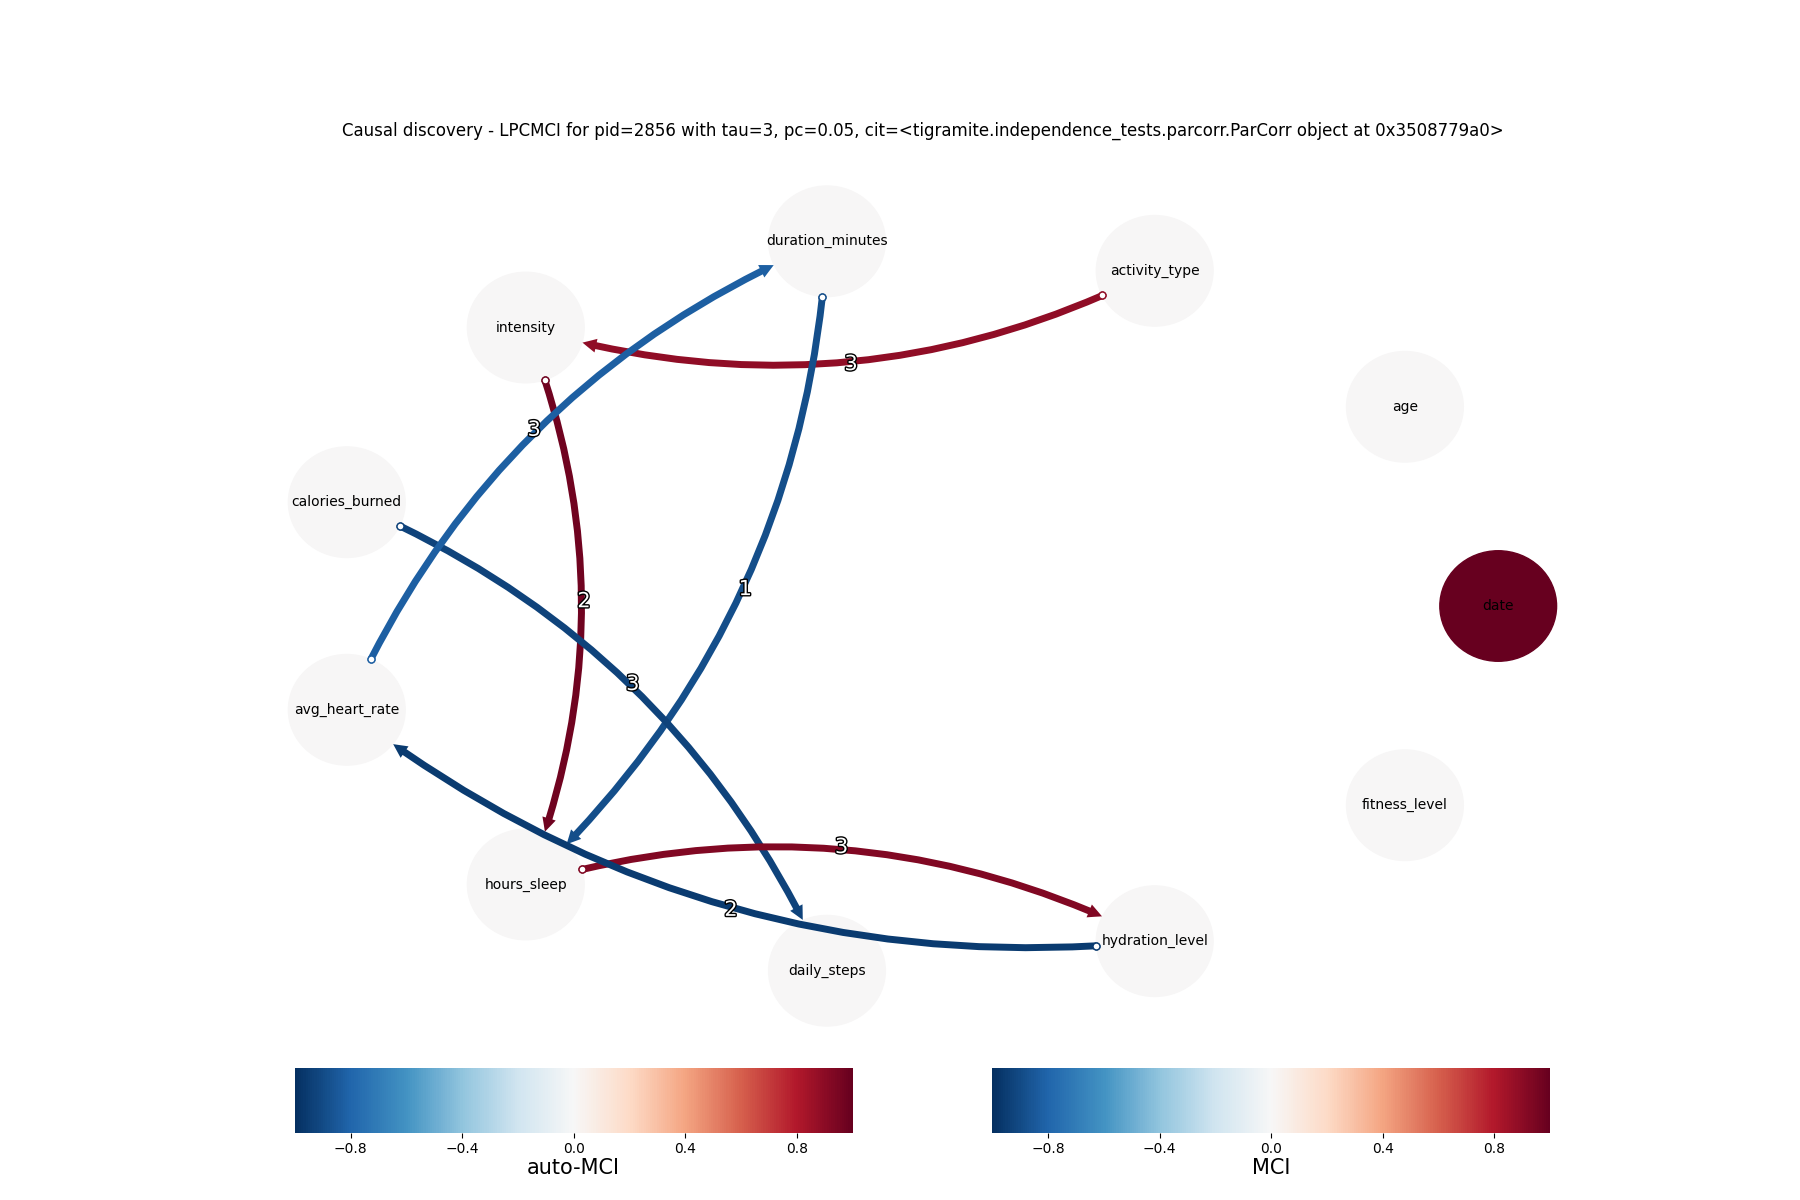 Causal discovery - LPCMCI for pid=2856 with tau=3, pc=0.05, cit=<tigramite.independence_tests.parcorr.ParCorr object at 0x3508779a0>
duration_minutes
activity_type
intensity
3
age
3
calories_burned
1
2
date
3
avg_heart_rate
fitness_level
3
hours_sleep
2
hydration_level
daily_steps
−0.8 −0.4 0.0 0.4 0.8
auto-MCI
−0.8 −0.4 0.0 0.4 0.8
MCI